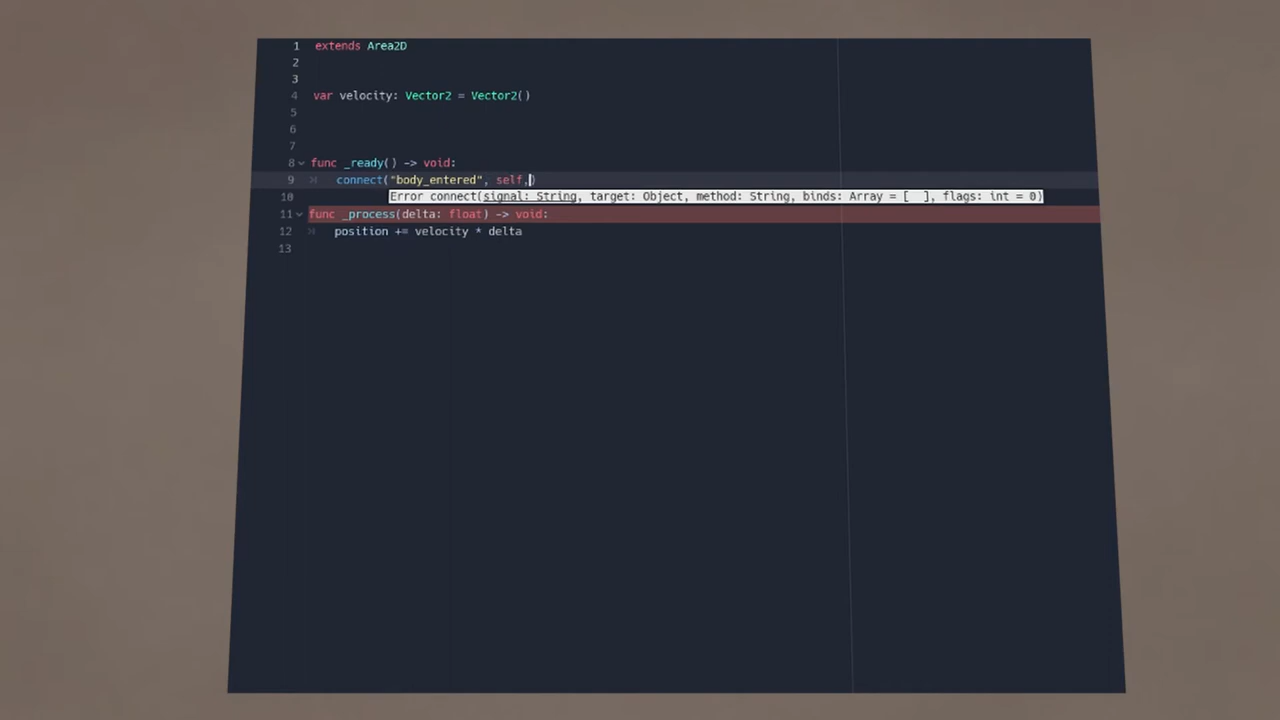 1 extends Area2D
2
3
4 var velocity: Vector2 = Vector2()
5
6
7
8 func _ready() -> void:
9 connect("body_entered", self,)
10 Error connect(signal: String, target: Object, method: String, binds: Array = [  ], flags: int = 0)
11 func _process(delta: float) -> void:
12 position += velocity * delta
13